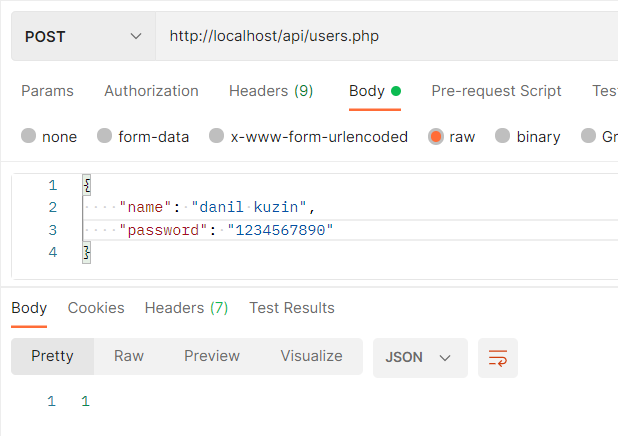 POST http://localhost/api/users.php
Params Authorization Headers (9) Body Pre-request Script
none form-data x-www-form-urlencoded raw binary
1 {
2 "name": "danil kuzin",
3 "password": "1234567890"
4 }
Body Cookies Headers (7) Test Results
Pretty Raw Preview Visualize JSON
1 1